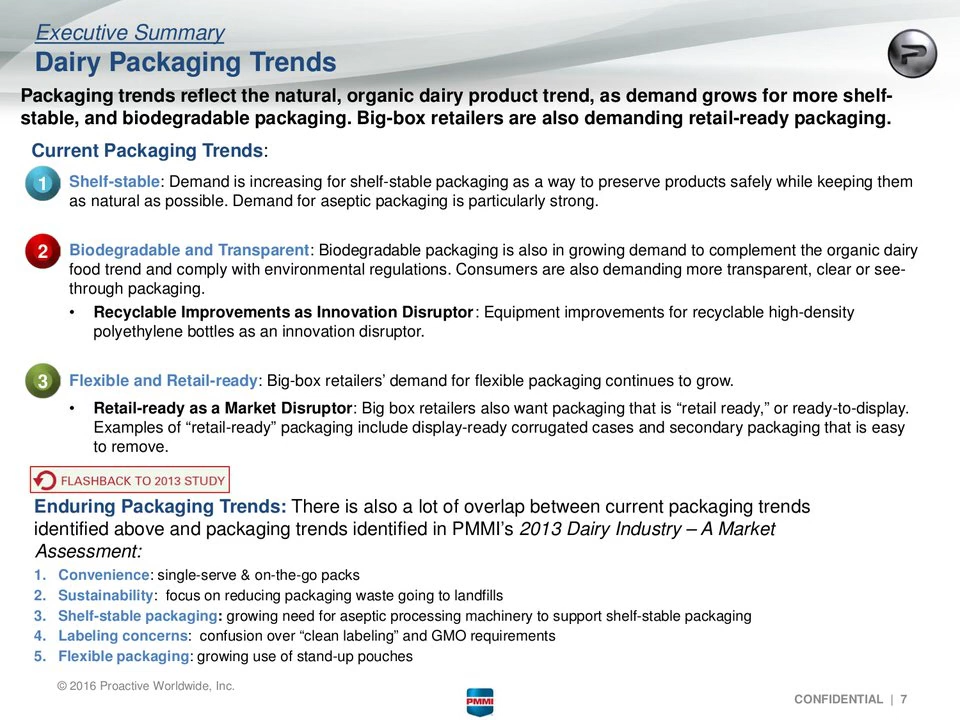 Executive Summary
Dairy Packaging Trends
P
Packaging trends reflect the natural, organic dairy product trend, as demand grows for more shelf-
stable, and biodegradable packaging. Big-box retailers are also demanding retail-ready packaging.
Current Packaging Trends:
1 Shelf-stable: Demand is increasing for shelf-stable packaging as a way to preserve products safely while keeping them
as natural as possible. Demand for aseptic packaging is particularly strong.
2 Biodegradable and Transparent: Biodegradable packaging is also in growing demand to complement the organic dairy
food trend and comply with environmental regulations. Consumers are also demanding more transparent, clear or see-
through packaging.
• Recyclable Improvements as Innovation Disruptor: Equipment improvements for recyclable high-density
polyethylene bottles as an innovation disruptor.
3 Flexible and Retail-ready: Big-box retailers’ demand for flexible packaging continues to grow.
• Retail-ready as a Market Disruptor: Big box retailers also want packaging that is “retail ready,” or ready-to-display.
Examples of “retail-ready” packaging include display-ready corrugated cases and secondary packaging that is easy
to remove.
FLASHBACK TO 2013 STUDY
Enduring Packaging Trends: There is also a lot of overlap between current packaging trends
identified above and packaging trends identified in PMMI’s 2013 Dairy Industry – A Market
Assessment:
1. Convenience: single-serve & on-the-go packs
2. Sustainability: focus on reducing packaging waste going to landfills
3. Shelf-stable packaging: growing need for aseptic processing machinery to support shelf-stable packaging
4. Labeling concerns: confusion over “clean labeling” and GMO requirements
5. Flexible packaging: growing use of stand-up pouches
© 2016 Proactive Worldwide, Inc.
PMMI
CONFIDENTIAL | 7